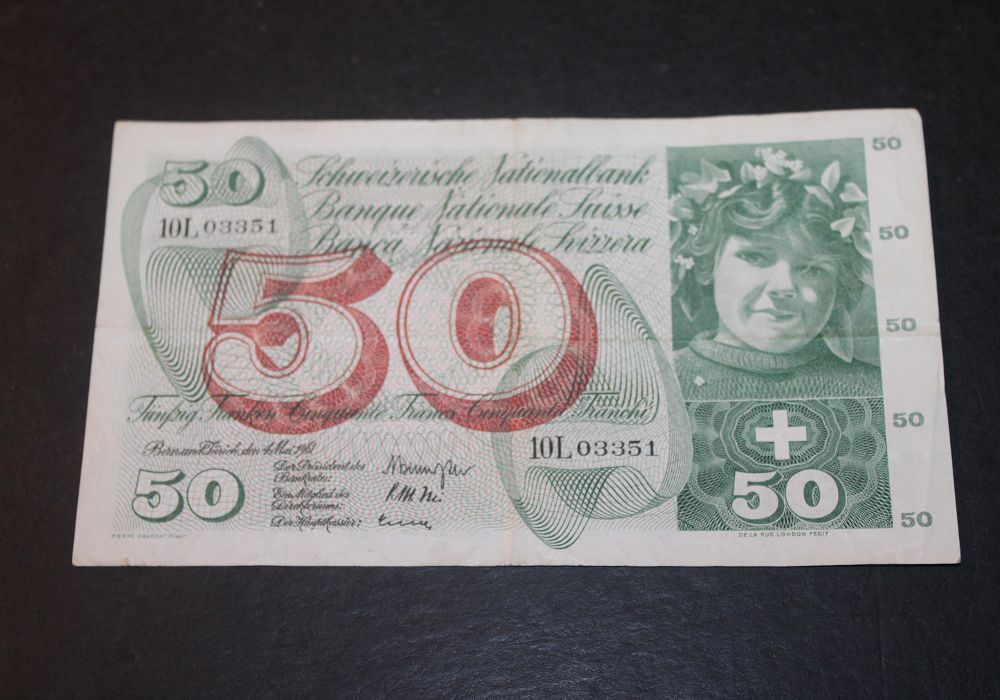 50
Schweizerische Nationalbank
50
10L 03351
Banque Nationale Suisse
50
Banca Nazionale Svizzera
50
50
Fünfzig Franken Cinquante Francs Cinquanta Franchi
50
Bern und Zürich, den 4. Mai 1961
10L 03351
Der Präsident des
Bankrates:
Ein Mitglied des
Direktoriums:
Der Hauptkassier:
50
50
50
PIERRE GAUCHAT PINXIT
DE LA RUE LONDON FECIT